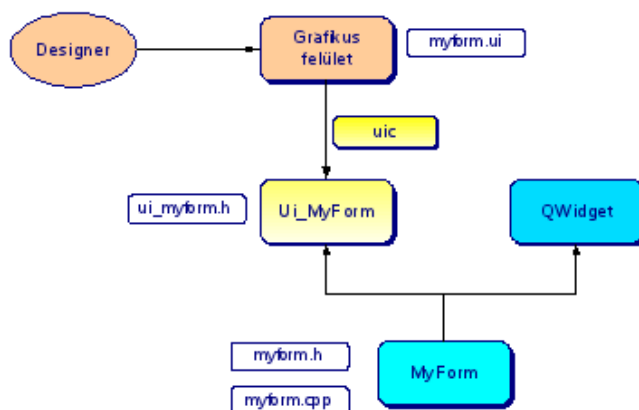 Designer
Grafikus
felület
myform.ui
uic
ui_myform.h
Ui_MyForm
QWidget
myform.h
MyForm
myform.cpp